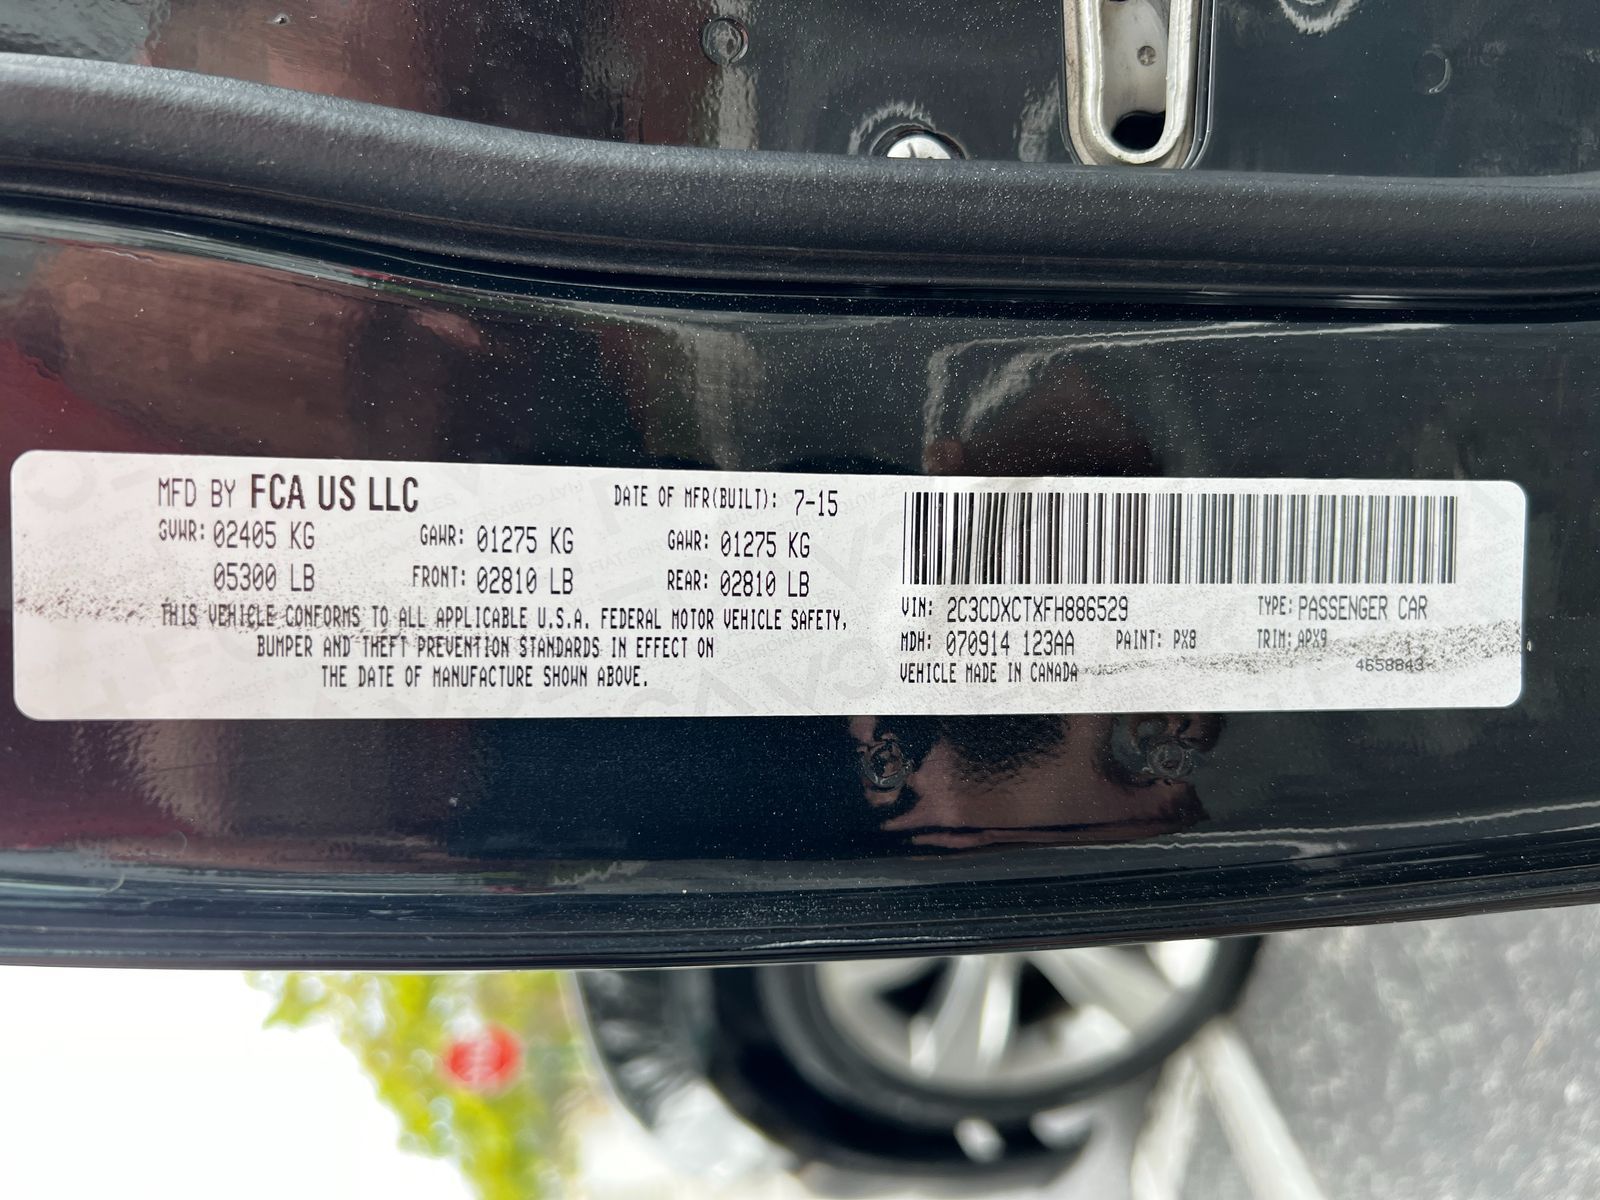 MFD BY FCA US LLC
DATE OF MFR(BUILT): 7-15
GVWR: 02405 KG GAWR: 01275 KG GAWR: 01275 KG
05300 LB FRONT: 02810 LB REAR: 02810 LB
THIS VEHICLE CONFORMS TO ALL APPLICABLE U.S.A. FEDERAL MOTOR VEHICLE SAFETY,
BUMPER AND THEFT PREVENTION STANDARDS IN EFFECT ON
THE DATE OF MANUFACTURE SHOWN ABOVE.
VIN: 2C3CDXCTXFH886529 TYPE: PASSENGER CAR
MDH: 070914 123AA PAINT: PX8 TRIM: APX9
VEHICLE MADE IN CANADA 4658843